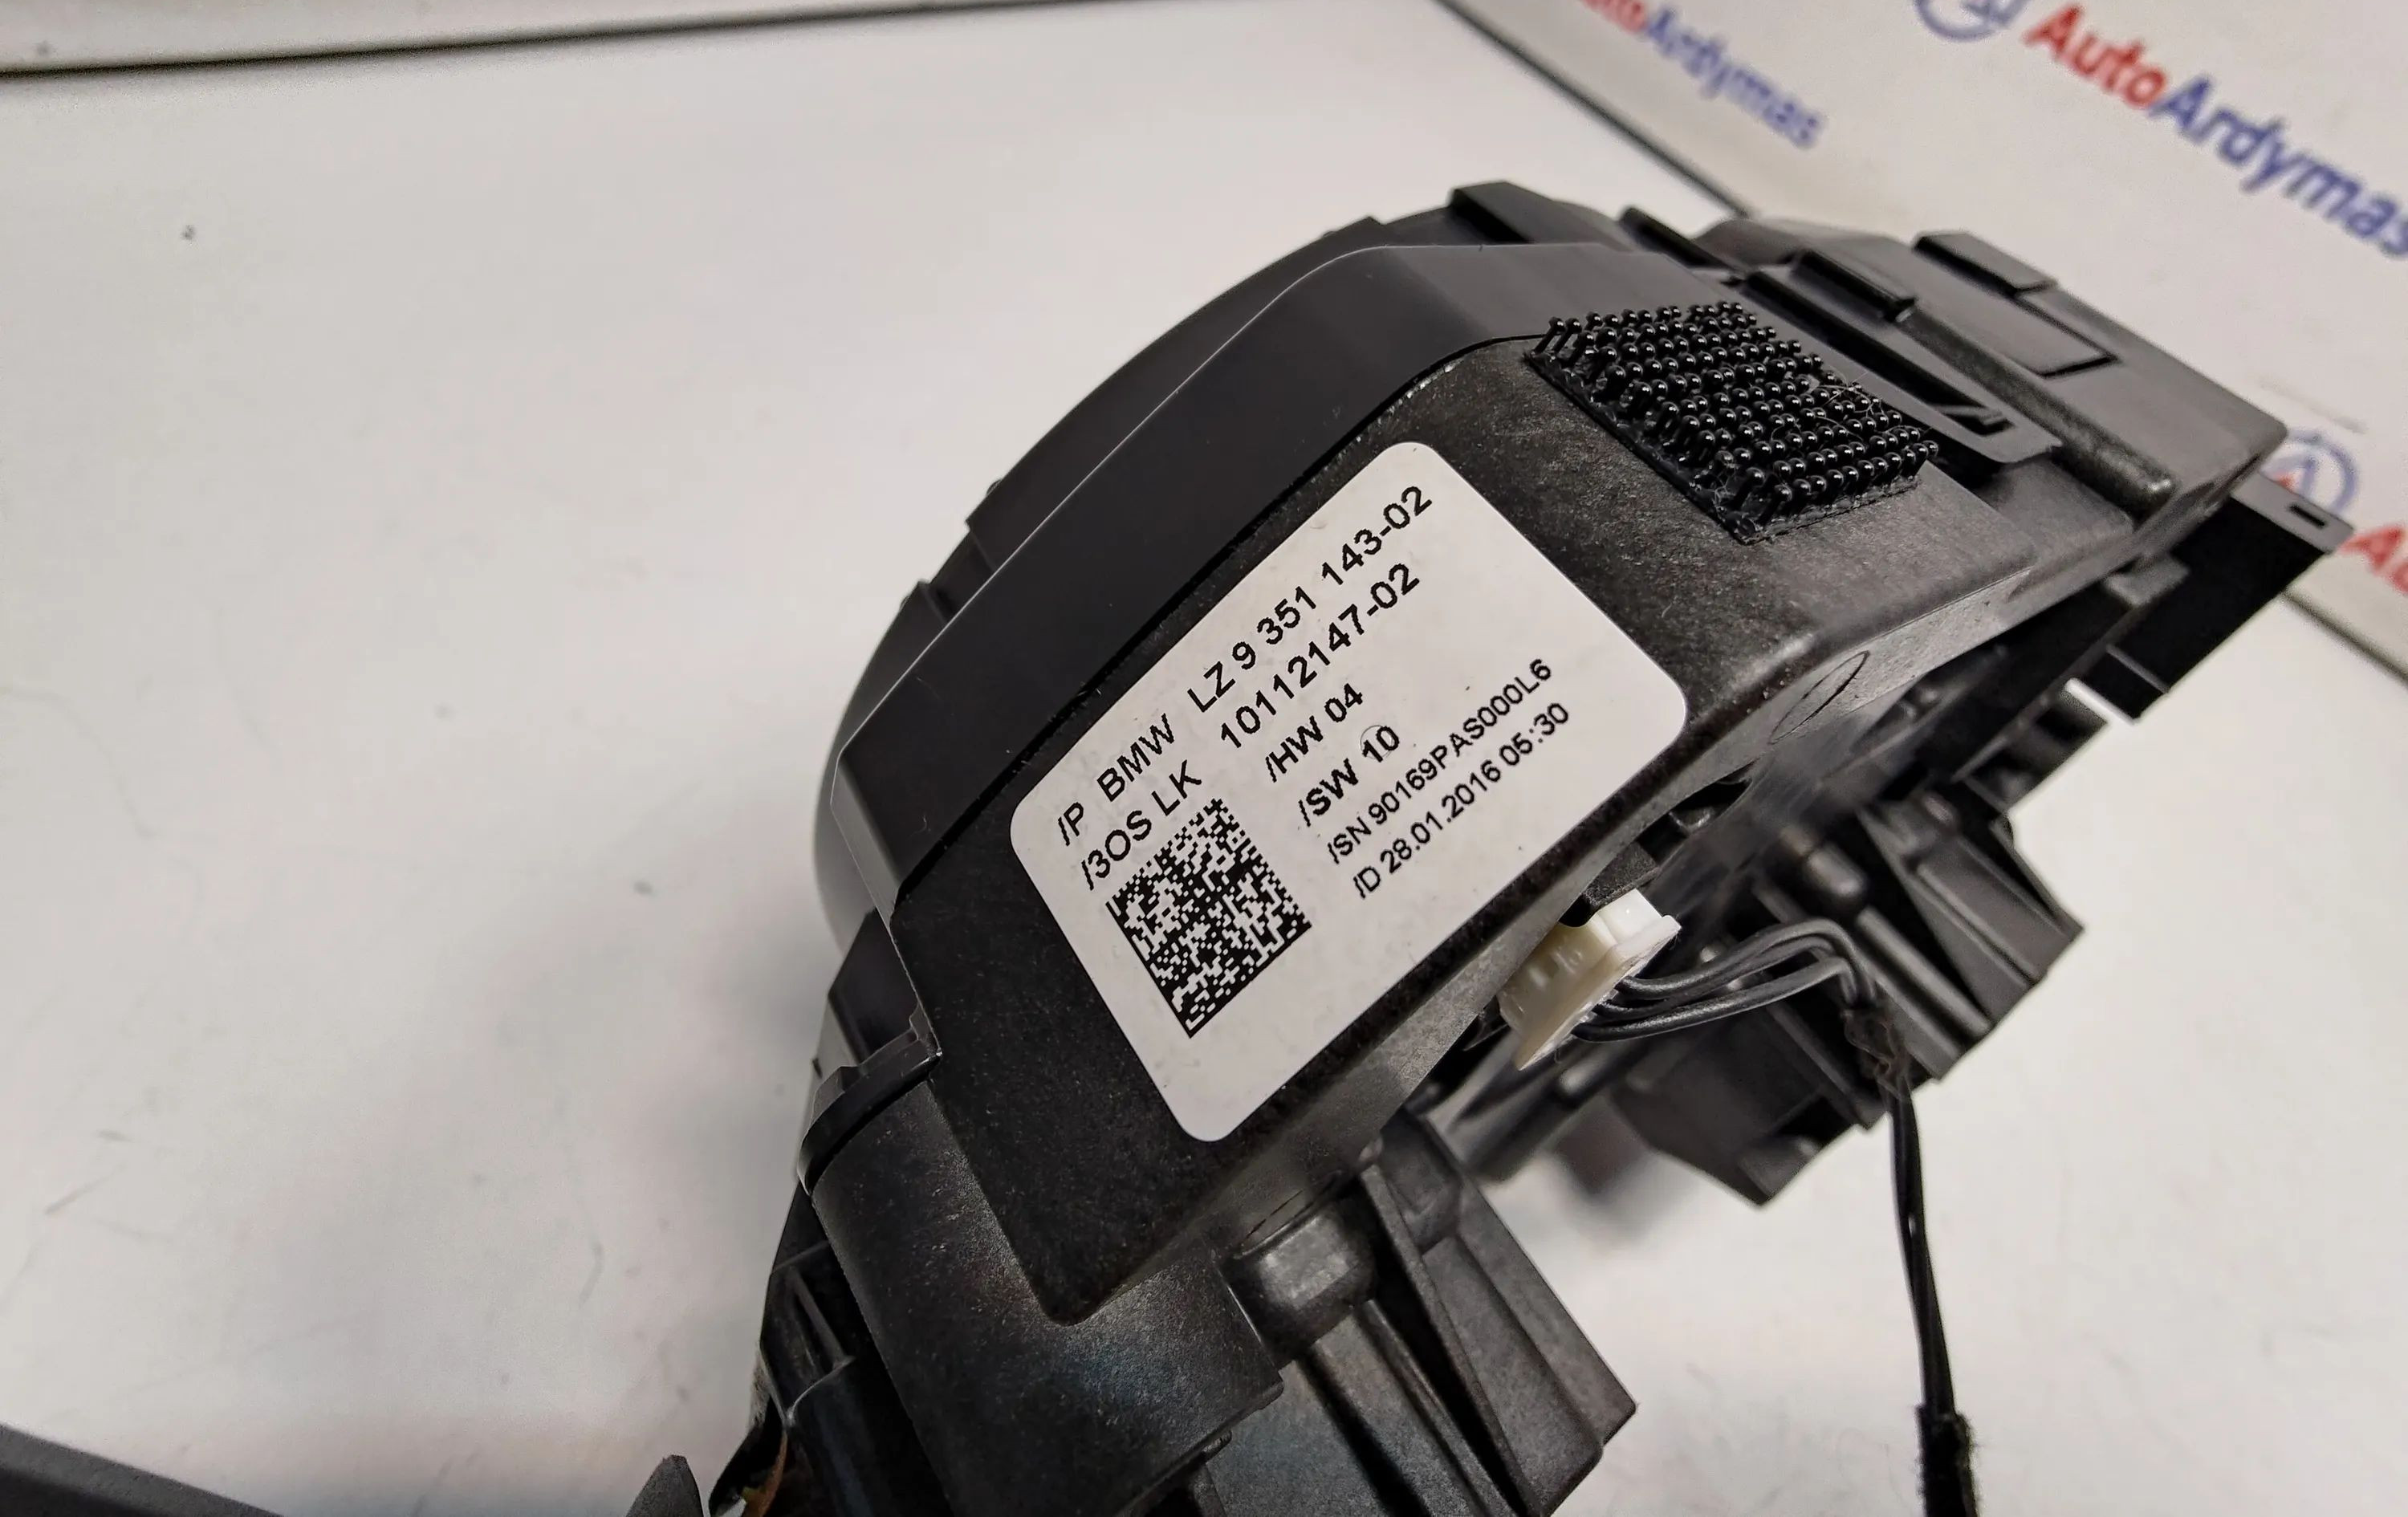 AutoArdymas
AutoArdymas
/P BMW LZ 9 351 143-02
/3OS LK 10112147-02
/HW 04
/SW 10
/SN 90169PAS000L6
/ID 28.01.2016 05:30